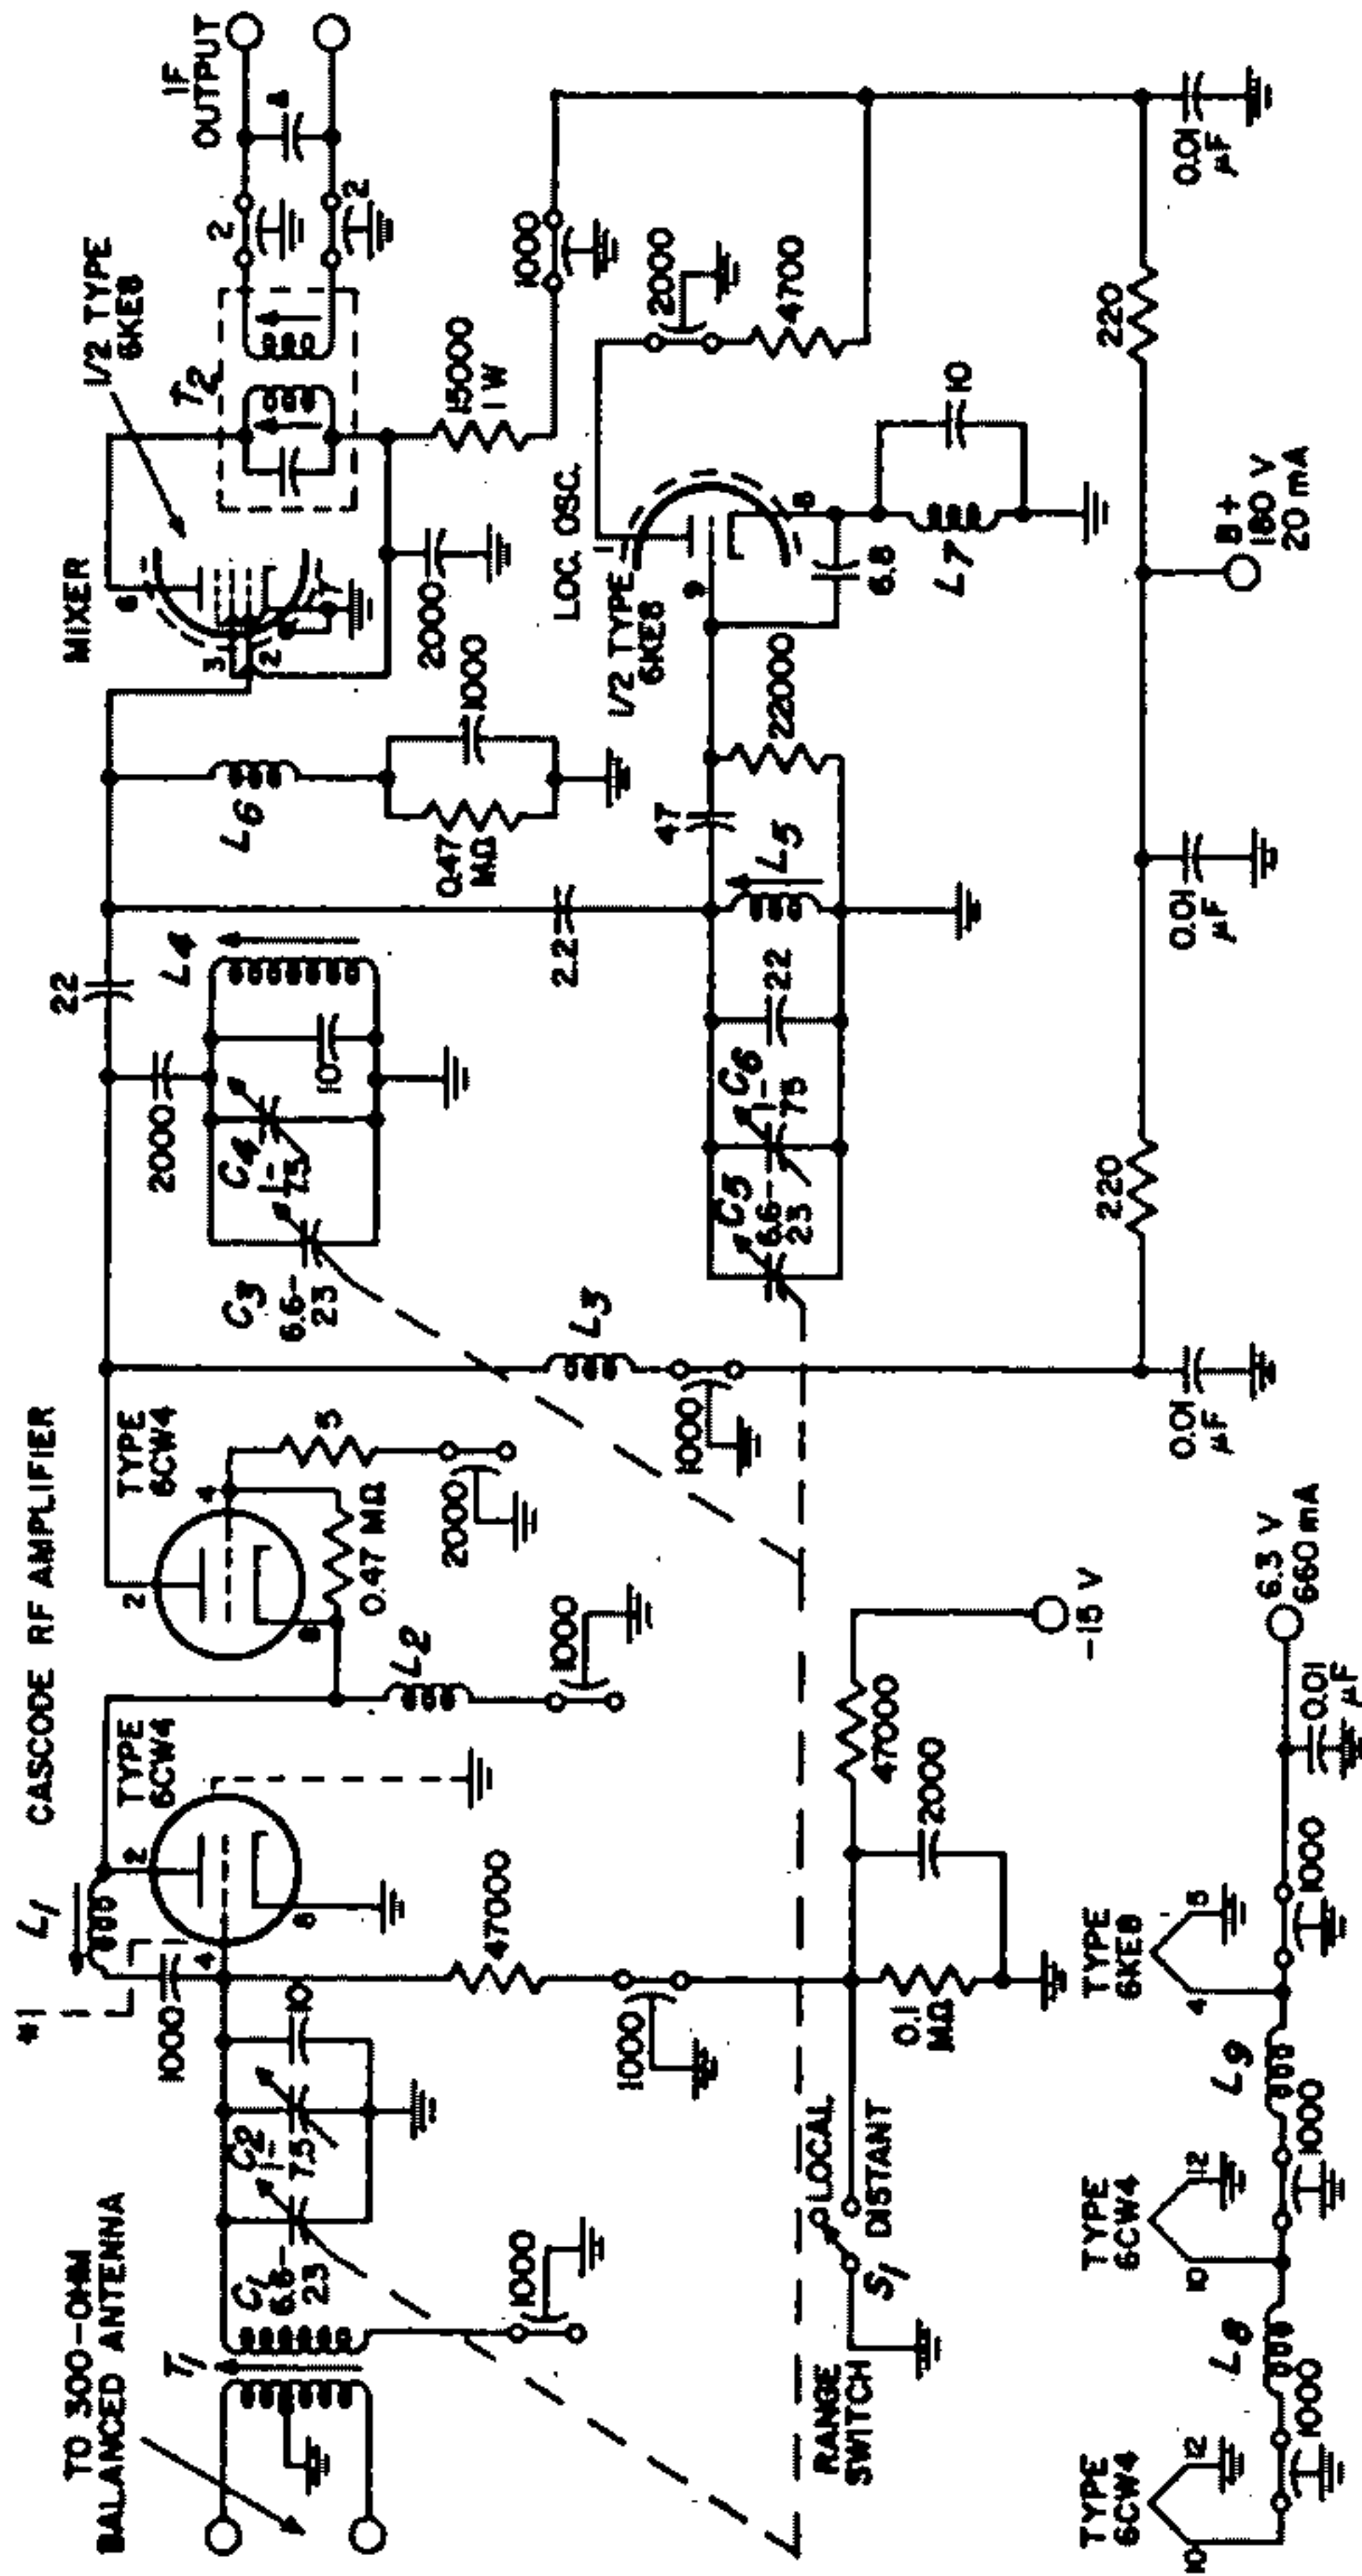 CASCODE RF AMPLIFIER
TO 300-OHM
BALANCED ANTENNA
T1
C1
6.6-
23
C2
1-
7.5
10
1000
*
L1
1000
TYPE
6CW4
2
4
8
47000
1000
L2
1000
TYPE
6CW4
2
4
8
0.47 MΩ
5
2000
L3
1000
C3
6.6-
23
C4
1-
7.5
2000
10
L4
22
2.2
L6
0.47
MΩ
1000
MIXER
1/2 TYPE
6KE8
6
3
2
7
T2
2
2
4
IF
OUTPUT
2000
15000
1 W
1000
LOC. OSC.
1/2 TYPE
6KE8
9
8
6.8
L7
10
2000
4700
C5
6.6-
23
C6
1-
7.5
22
L5
47
22000
RANGE
SWITCH
S1
LOCAL
DISTANT
0.1
MΩ
2000
47000
-15 V
220
220
0.01
μF
0.01
μF
0.01
μF
B+
180 V
20 mA
TYPE
6CW4
10
12
1000
L8
TYPE
6CW4
10
12
1000
L9
TYPE
6KE8
4
5
1000
0.01
μF
6.3 V
660 mA